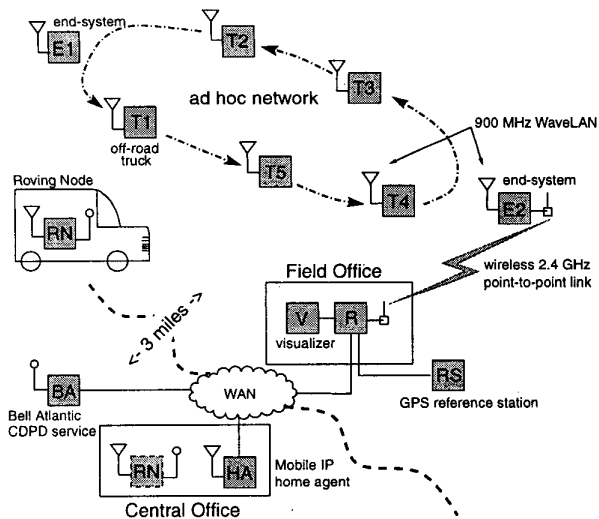 end-system
E1
T2
T3
ad hoc network
T1
off-road
truck
900 MHz WaveLAN
T5
T4
end-system
E2
Roving Node
RN
wireless 2.4 GHz
point-to-point link
Field Office
V
R
visualizer
<- 3 miles ->
RS
GPS reference station
BA
WAN
Bell Atlantic
CDPD service
RN
HA
Mobile IP
home agent
Central Office